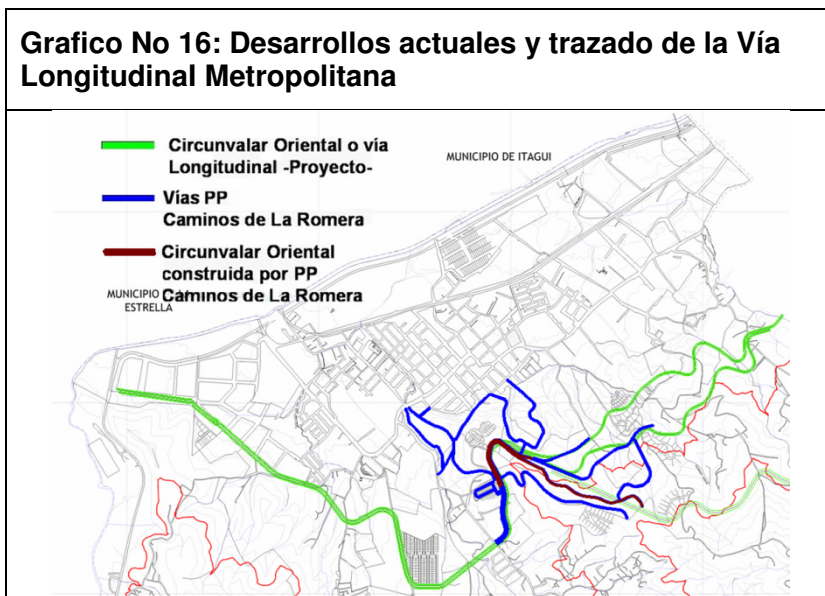 Grafico No 16: Desarrollos actuales y trazado de la Vía
Longitudinal Metropolitana
Circunvalar Oriental o vía
Longitudinal -Proyecto-
MUNICIPIO DE ITAGUI
Vías PP
Caminos de La Romera
Circunvalar Oriental
construida por PP
Caminos de La Romera
MUNICIPIO
ESTRELLA